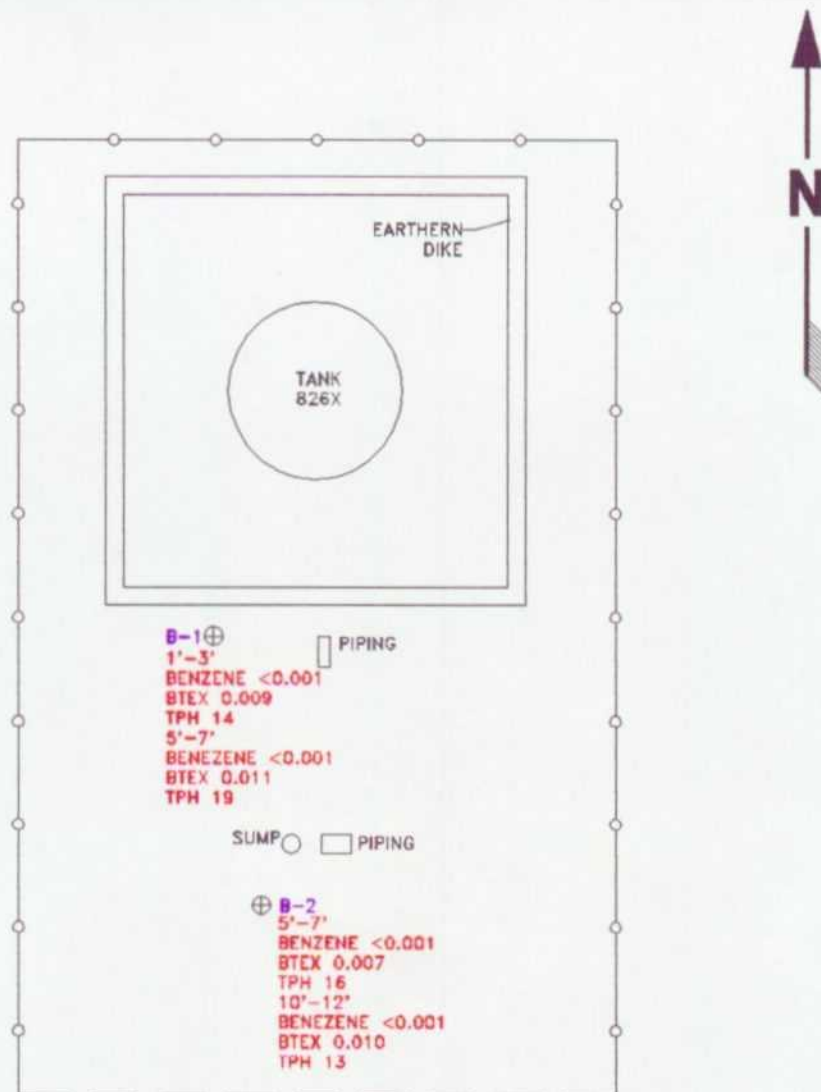 N
EARTHERN
DIKE
TANK
826X
B-1
PIPING
1'-3'
BENZENE <0.001
BTEX 0.009
TPH 14
5'-7'
BENEZENE <0.001
BTEX 0.011
TPH 19
SUMP
PIPING
B-2
5'-7'
BENZENE <0.001
BTEX 0.007
TPH 16
10'-12'
BENEZENE <0.001
BTEX 0.010
TPH 13